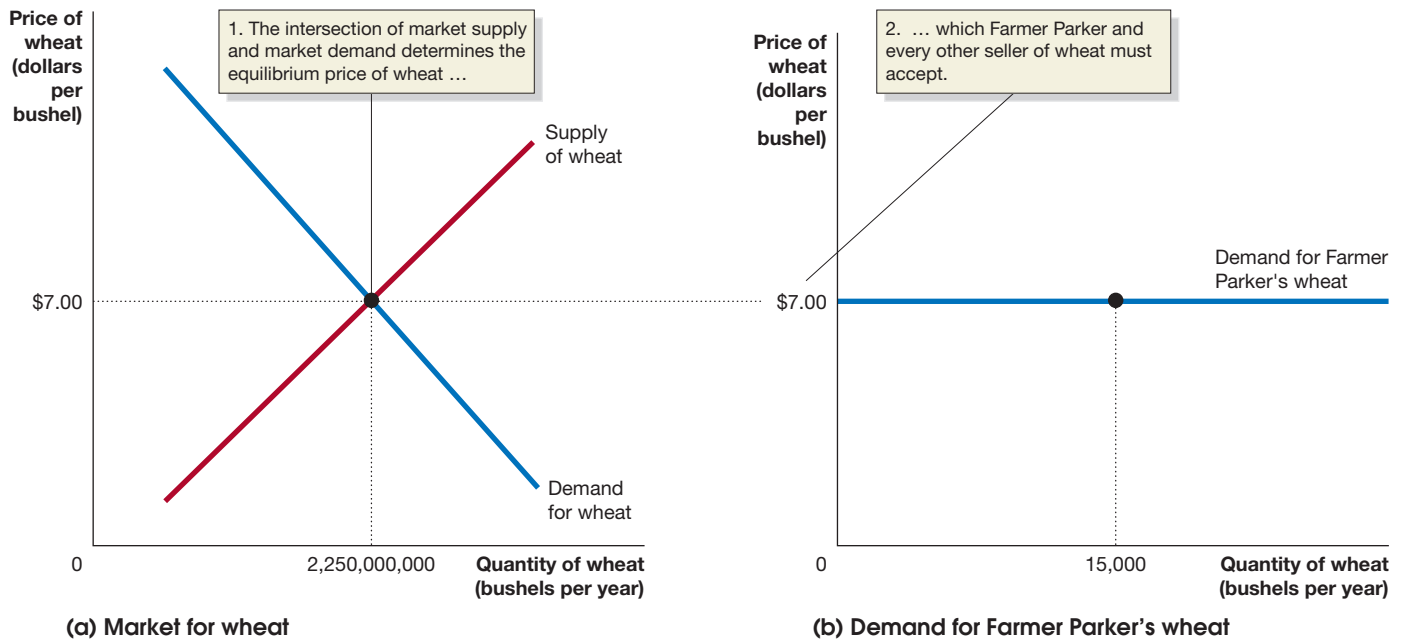 Price of
wheat
(dollars
per
bushel)
1. The intersection of market supply
and market demand determines the
equilibrium price of wheat …
Supply
of wheat
$7.00
Demand
for wheat
0
2,250,000,000
Quantity of wheat
(bushels per year)
(a) Market for wheat
Price of
wheat
(dollars
per
bushel)
2. … which Farmer Parker and
every other seller of wheat must
accept.
Demand for Farmer
Parker's wheat
$7.00
0
15,000
Quantity of wheat
(bushels per year)
(b) Demand for Farmer Parker’s wheat